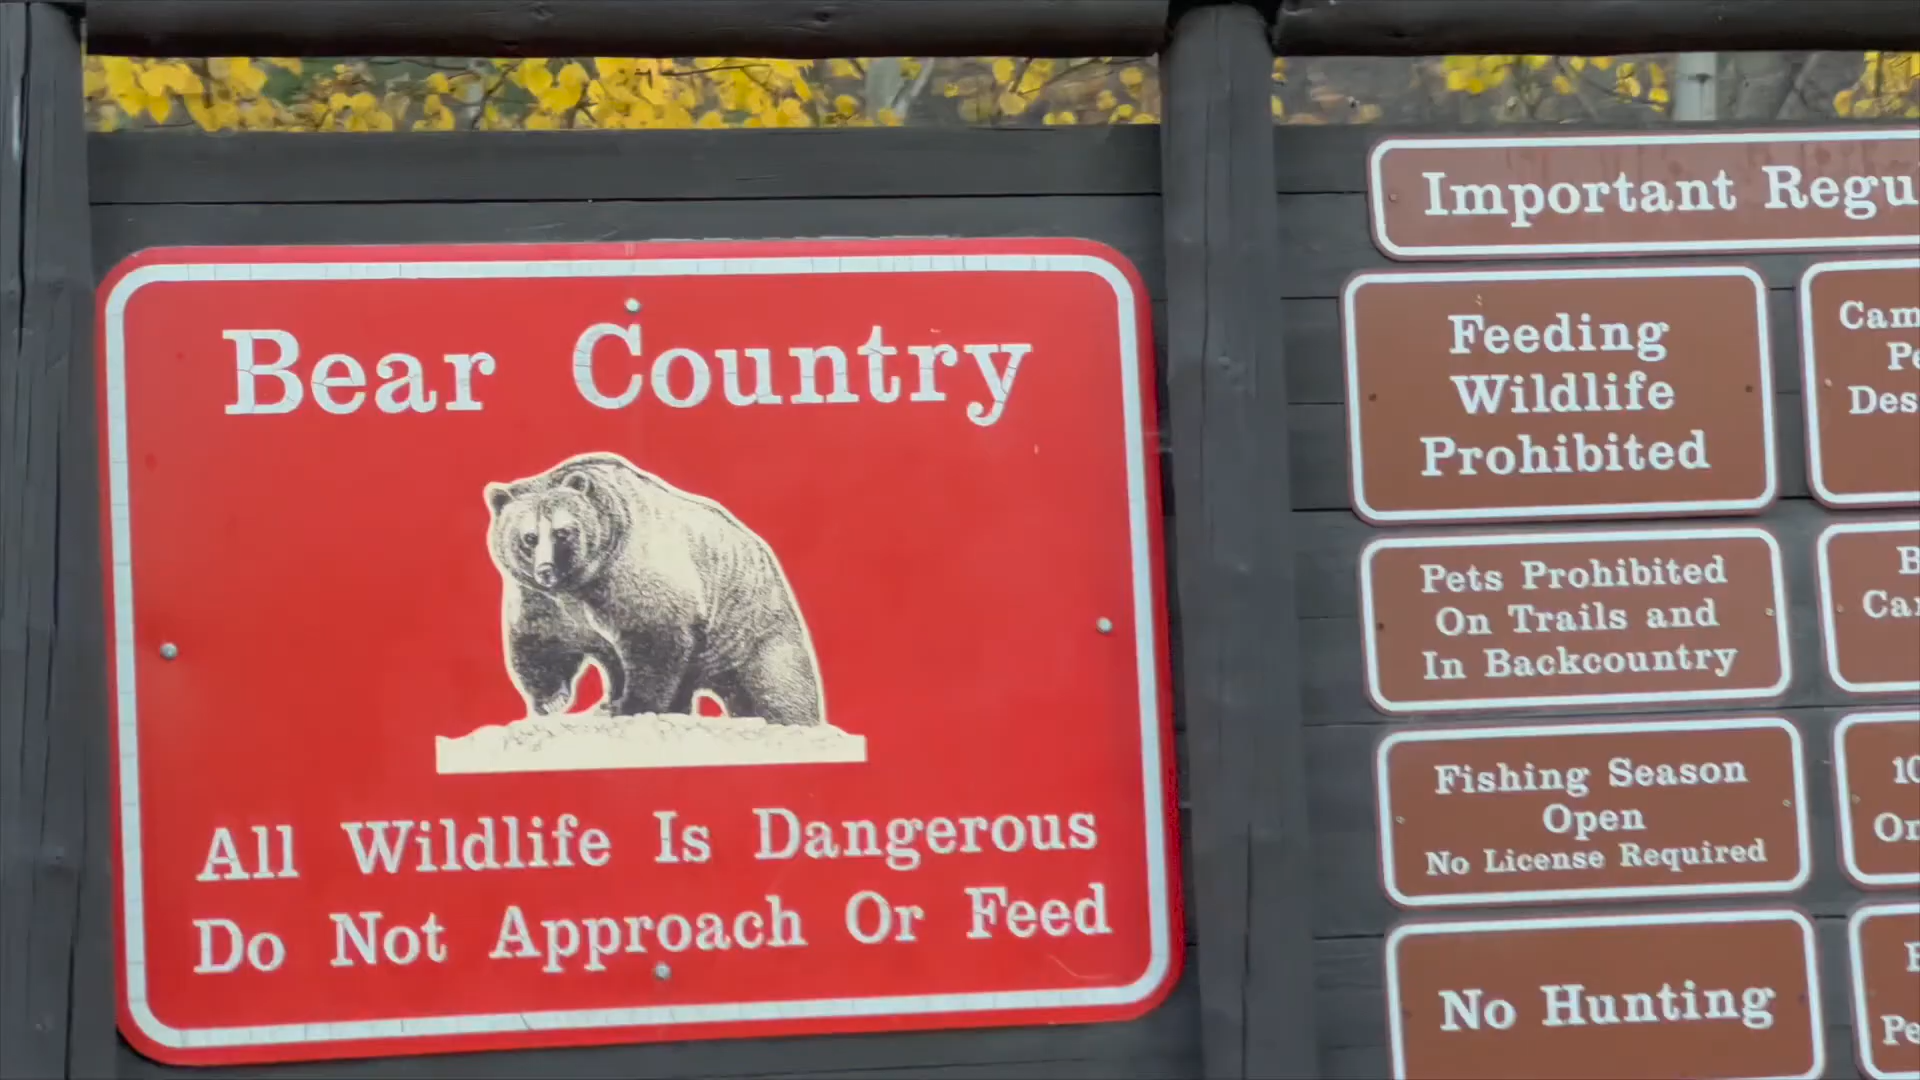 Bear Country
All Wildlife Is Dangerous
Do Not Approach Or Feed
Important
Feeding
Wildlife
Prohibited
Pets Prohibited
On Trails and
In Backcountry
Fishing Season
Open
No License Required
No Hunting